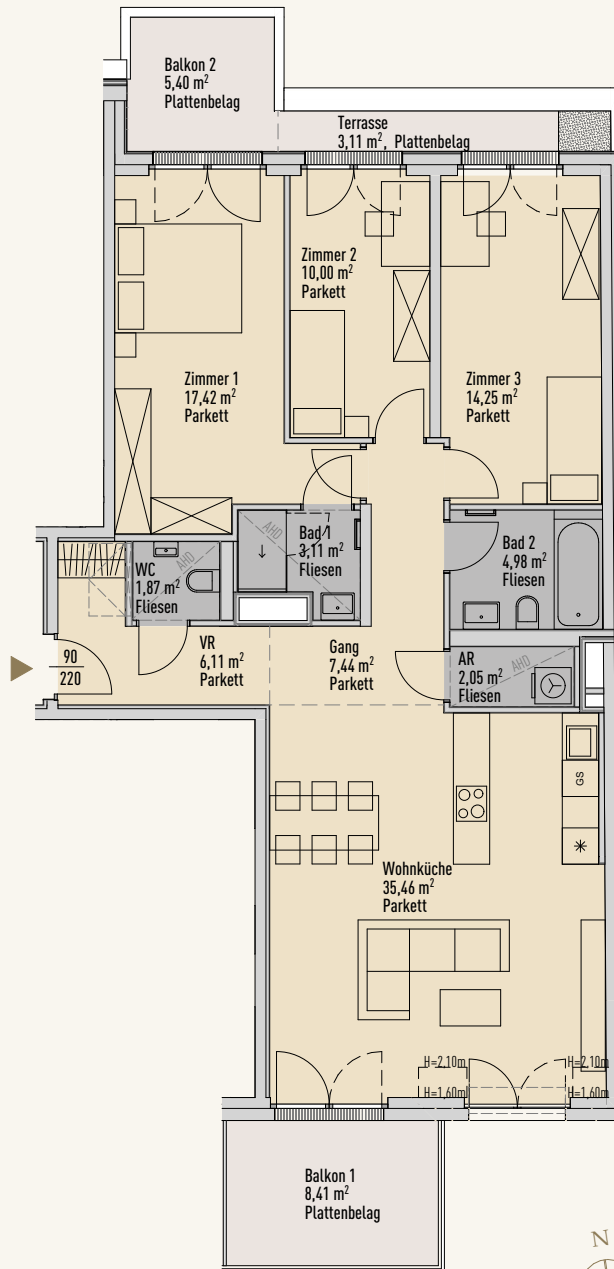 Balkon 2
5,40 m²
Plattenbelag
Terrasse
3,11 m², Plattenbelag
Zimmer 2
10,00 m²
Parkett
Zimmer 1
17,42 m²
Parkett
Zimmer 3
14,25 m²
Parkett
AHD
Bad 1
3,11 m²
Fliesen
Bad 2
4,98 m²
Fliesen
WC
1,87 m²
Fliesen
AHD
90
220
VR
6,11 m²
Parkett
Gang
7,44 m²
Parkett
AR
2,05 m²
Fliesen
AHD
GS
Wohnküche
35,46 m²
Parkett
H=2,10m
H=2,10m
H=1,60m
H=1,60m
Balkon 1
8,41 m²
Plattenbelag
N